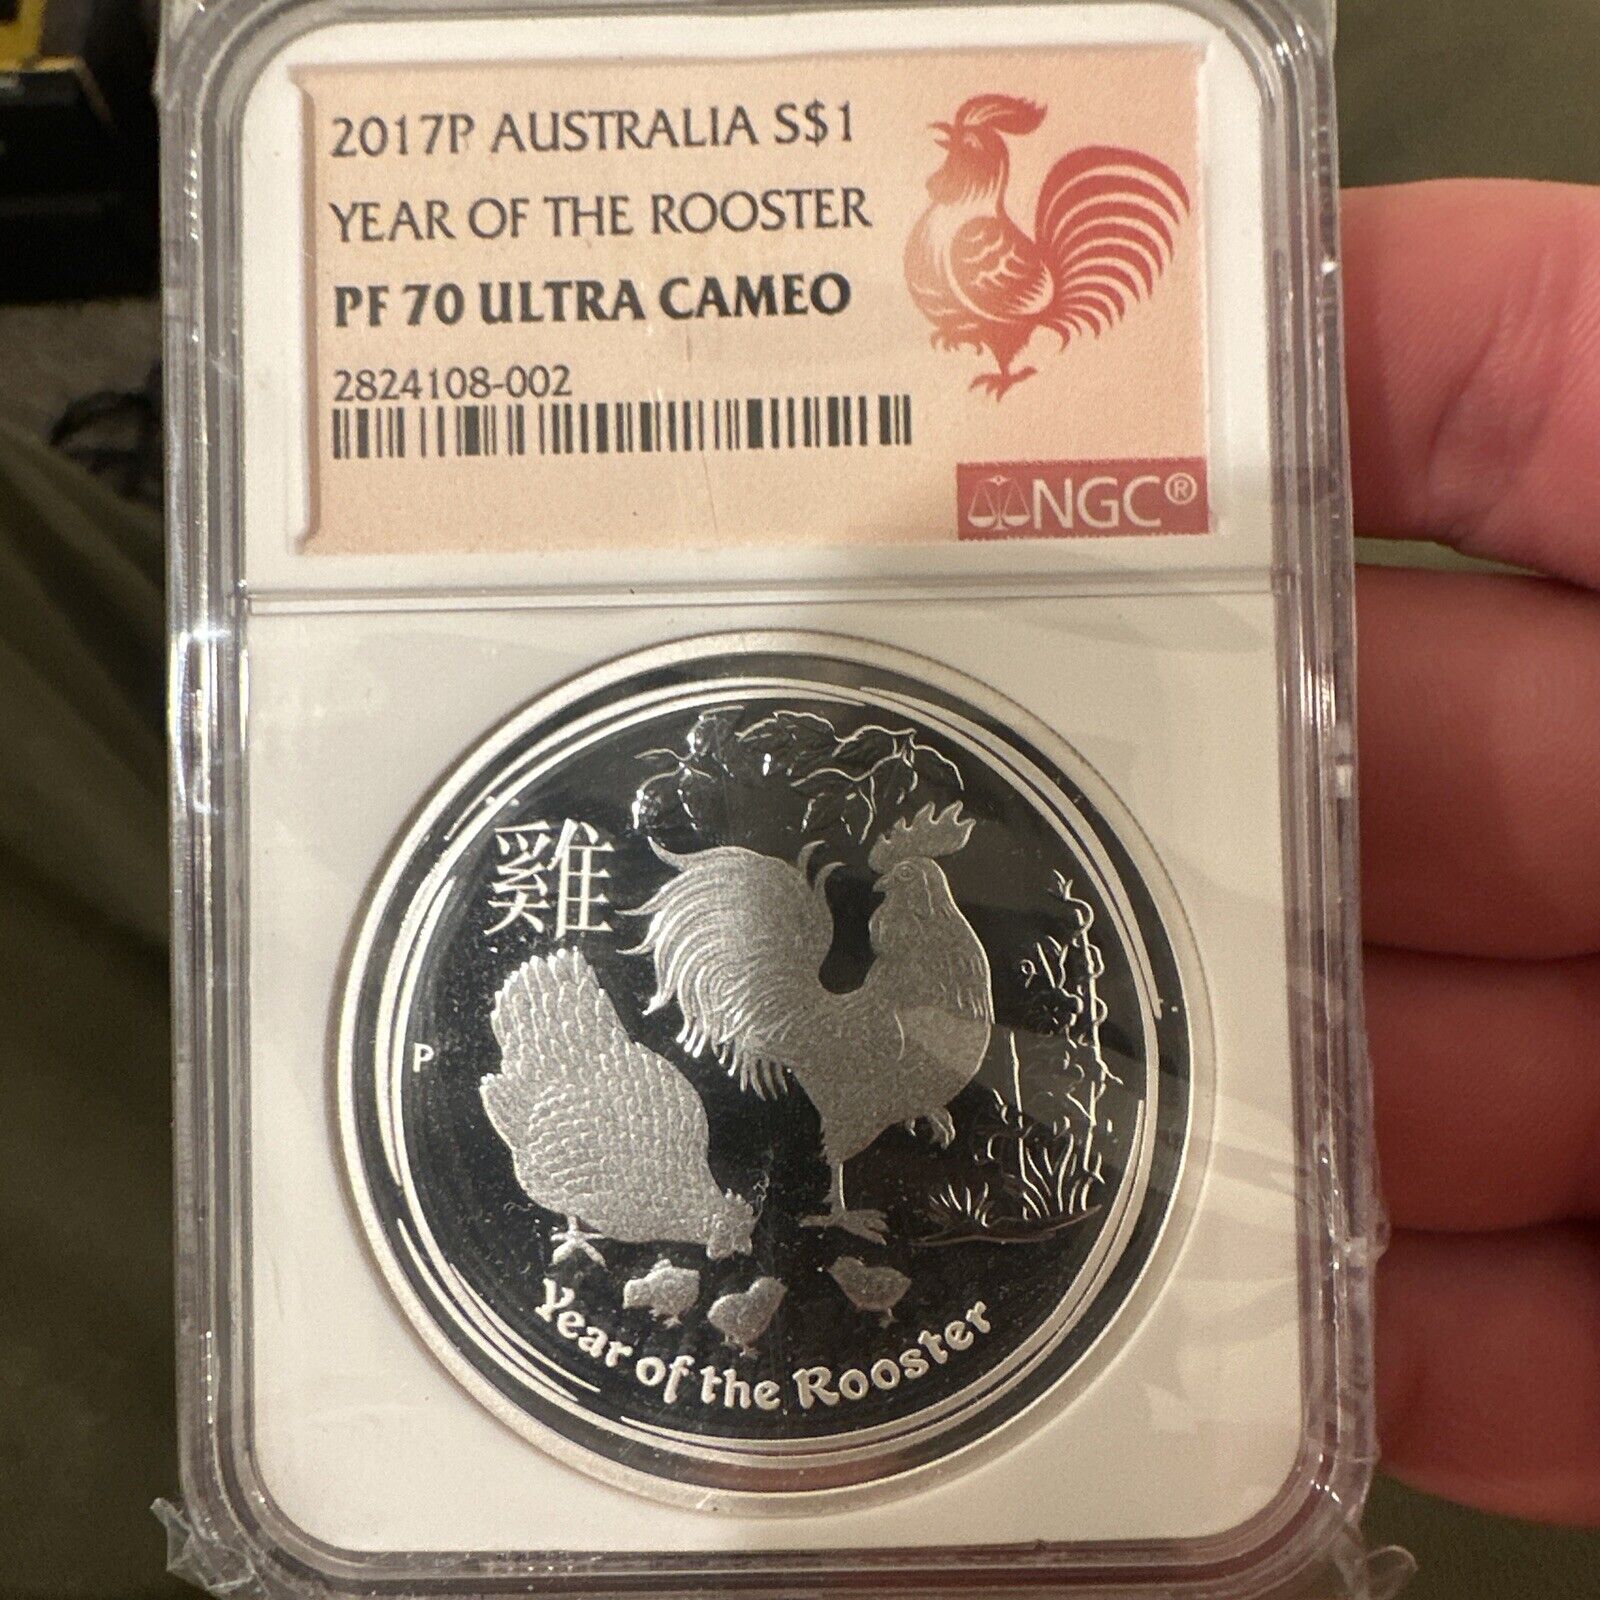 2017P AUSTRALIA S$1
YEAR OF THE ROOSTER
PF 70 ULTRA CAMEO
2824108-002
NGC®
雞
P
Year of the Rooster